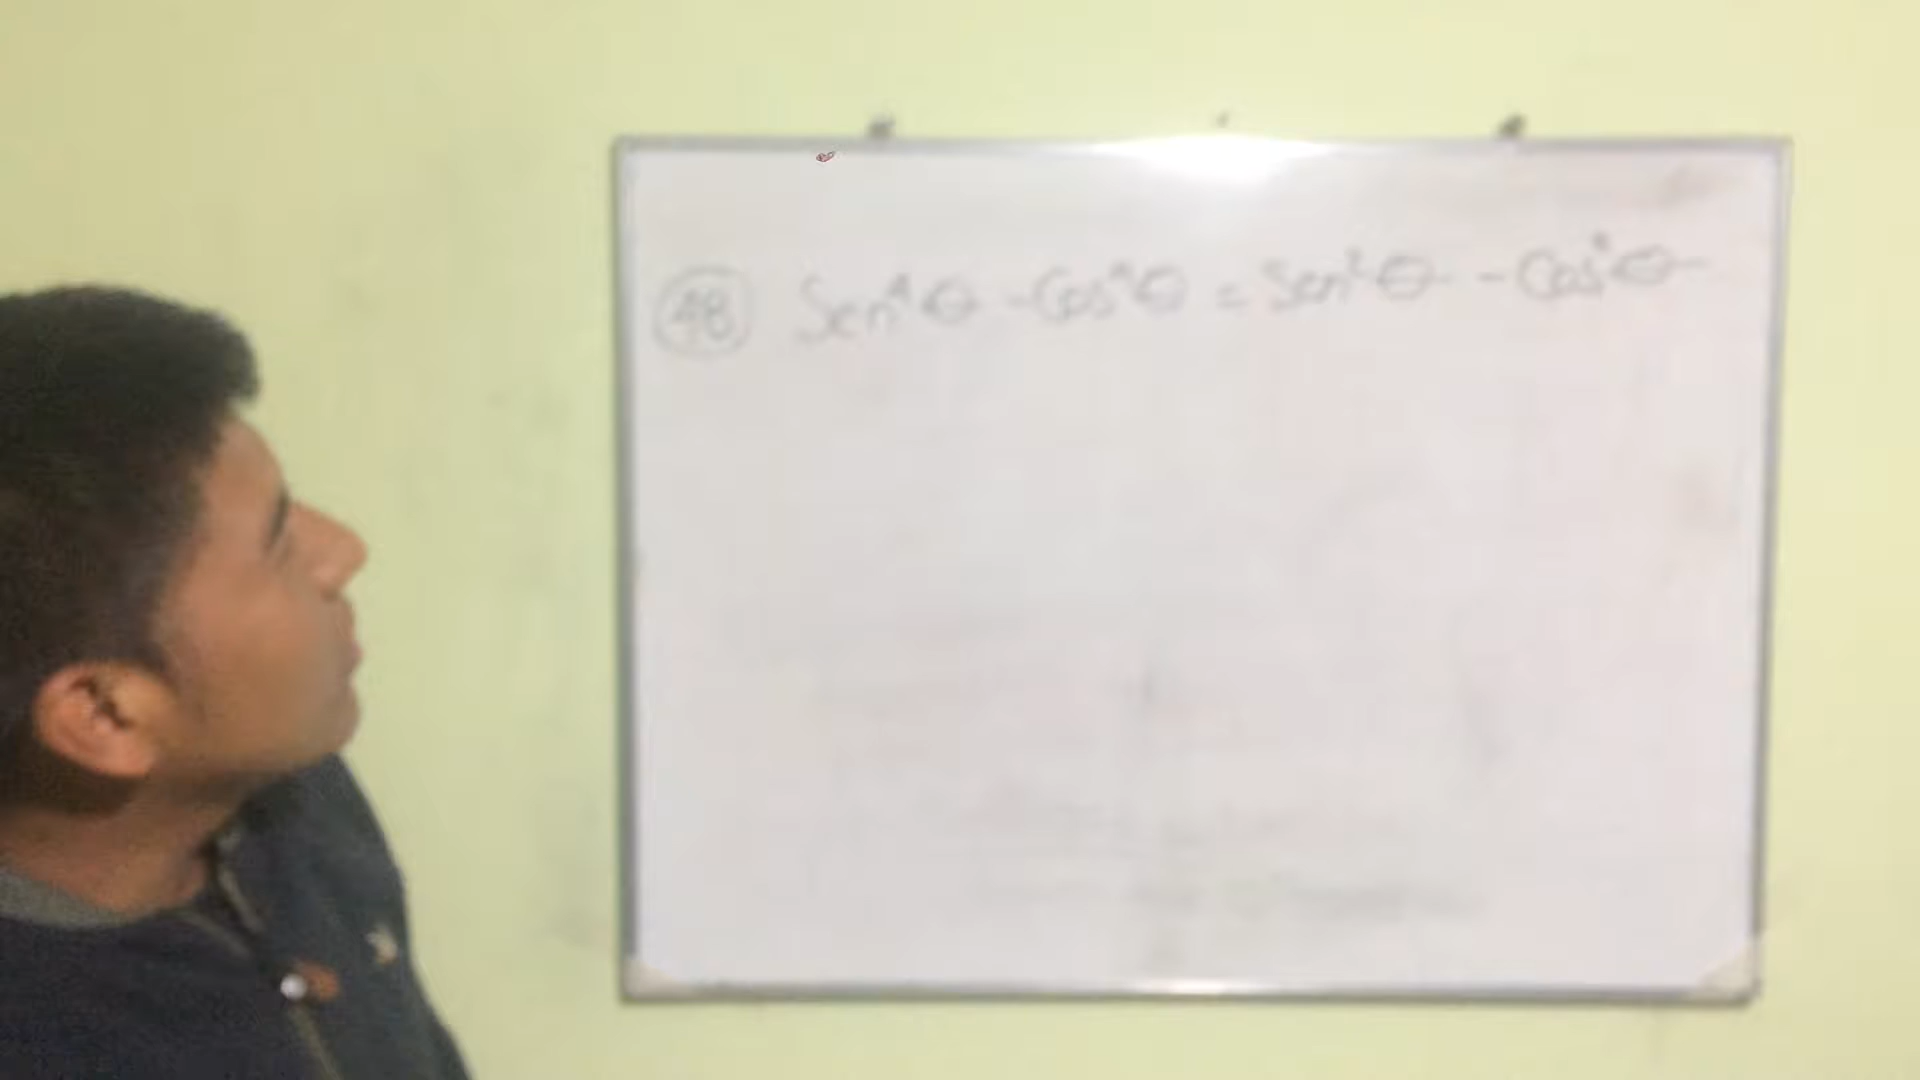 48 Sen⁴θ - Cos⁴θ = Sen²θ - Cos²θ